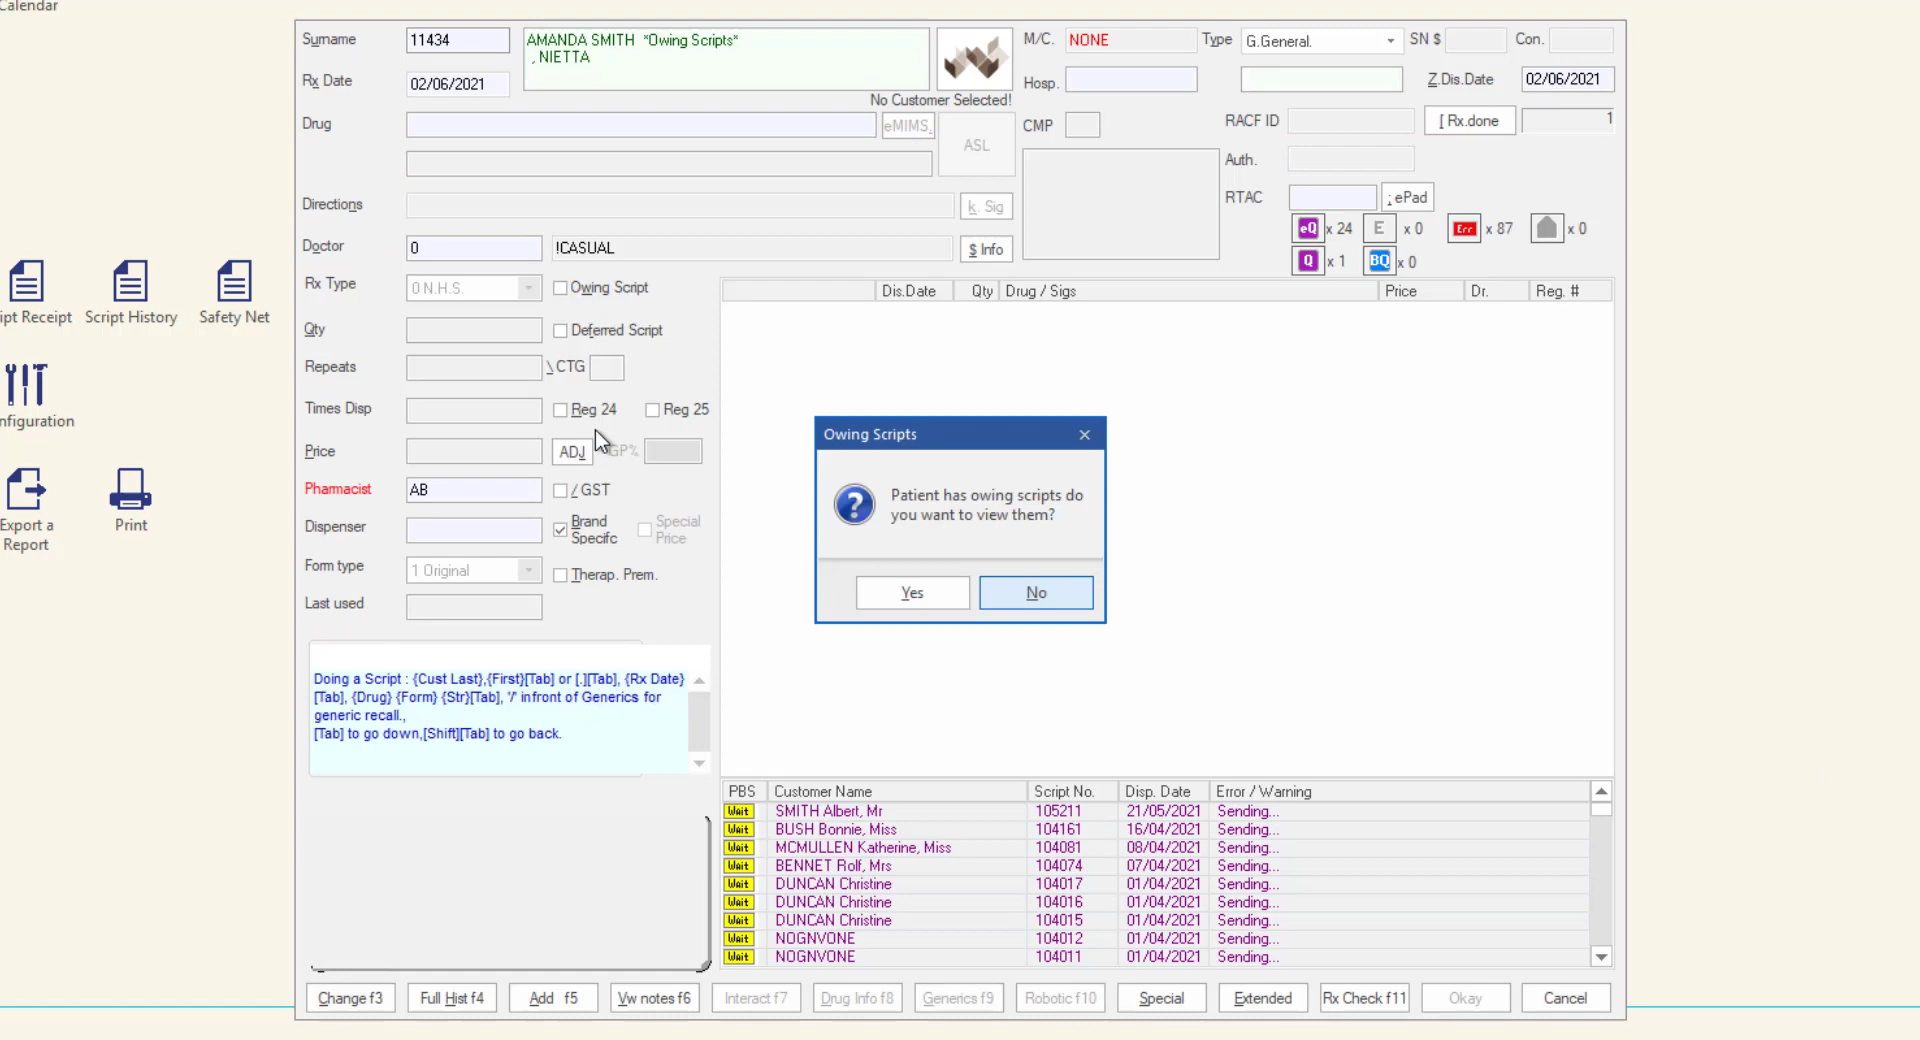 Calendar
Surname 11434 AMANDA SMITH *Owing Scripts* M/C. NONE Type G.General. SN $ Con.
, NIETTA
Rx Date 02/06/2021 Hosp. Z.Dis.Date 02/06/2021
No Customer Selected!
Drug eMIMS. ASL CMP RACF ID [ Rx.done 1
Auth.
Directions k. Sig RTAC ; ePad
eQ x 24 E x 0 Err x 87 x 0
Doctor 0 !CASUAL $ Info
Q x 1 BQ x 0
Rx Type 0 N.H.S. Owing Script
Dis.Date Qty Drug / Sigs Price Dr. Reg. #
ipt Receipt Script History Safety Net
Qty Deferred Script
Repeats \ CTG
Times Disp Reg 24 Reg 25
nfiguration
Price ADJ GP%
Owing Scripts
Patient has owing scripts do
you want to view them?
Yes No
Pharmacist AB / GST
Export a
Report
Print
Dispenser Brand
Specifc
Special
Price
Form type 1 Original Therap. Prem.
Last used
Doing a Script : {Cust Last},{First}[Tab] or [.][Tab], {Rx Date}
[Tab], {Drug} {Form} {Str}[Tab], '/' infront of Generics for
generic recall.,
[Tab] to go down,[Shift][Tab] to go back.
PBS Customer Name Script No. Disp. Date Error / Warning
Wait SMITH Albert, Mr 105211 21/05/2021 Sending...
Wait BUSH Bonnie, Miss 104161 16/04/2021 Sending...
Wait MCMULLEN Katherine, Miss 104081 08/04/2021 Sending...
Wait BENNET Rolf, Mrs 104074 07/04/2021 Sending...
Wait DUNCAN Christine 104017 01/04/2021 Sending...
Wait DUNCAN Christine 104016 01/04/2021 Sending...
Wait DUNCAN Christine 104015 01/04/2021 Sending...
Wait NOGNVONE 104012 01/04/2021 Sending...
Wait NOGNVONE 104011 01/04/2021 Sending...
Change f3 Full Hist f4 Add f5 Vw notes f6 Interact f7 Drug Info f8 Generics f9 Robotic f10 Special Extended Rx Check f11 Okay Cancel